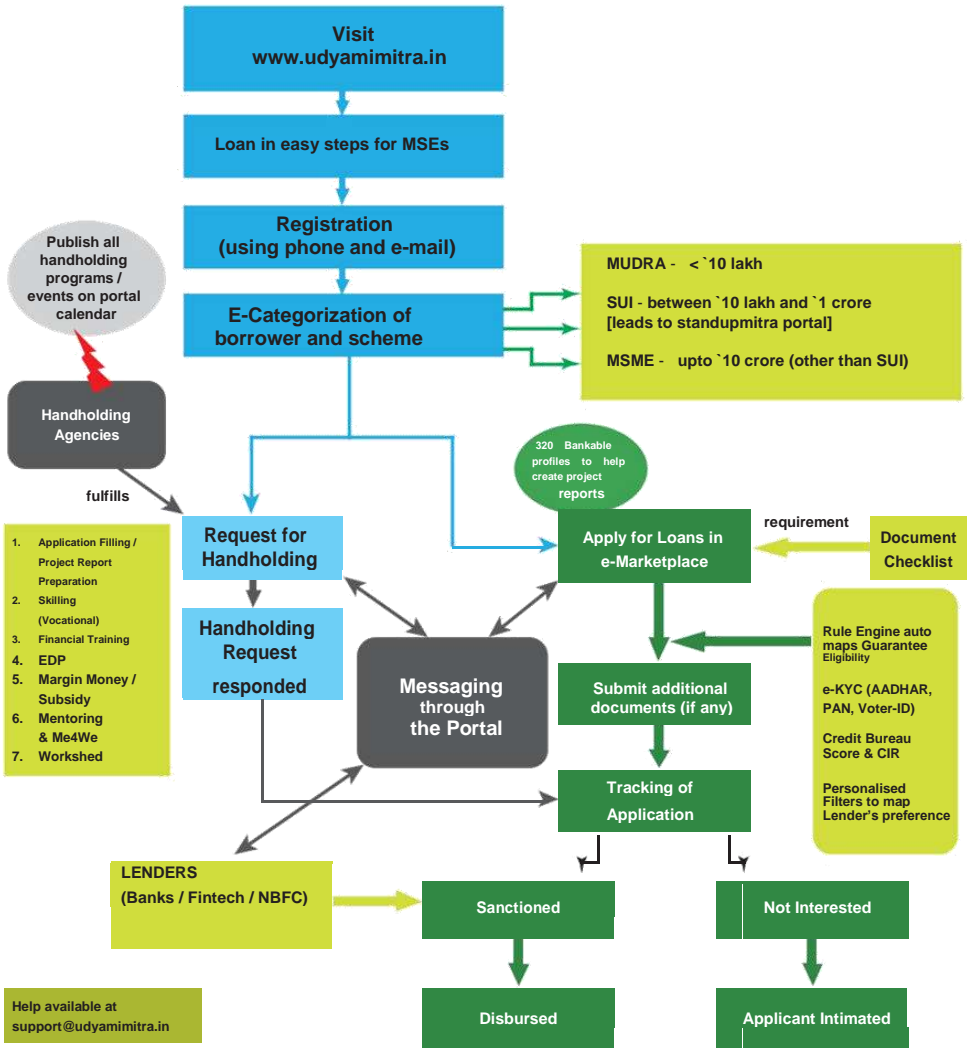 Visit
www.udyamimitra.in
Loan in easy steps for MSEs
Registration
(using phone and e-mail)
Publish all
handholding
programs /
events on portal
calendar
E-Categorization of
borrower and scheme
MUDRA - < `10 lakh
SUI - between `10 lakh and `1 crore
[leads to standupmitra portal]
MSME - upto `10 crore (other than SUI)
Handholding
Agencies
fulfills
320 Bankable
profiles to help
create project
reports
Request for
Handholding
Apply for Loans in
e-Marketplace
requirement
Document
Checklist
1. Application Filling /
Project Report
Preparation
2. Skilling
(Vocational)
3. Financial Training
4. EDP
5. Margin Money /
Subsidy
6. Mentoring
& Me4We
7. Workshed
Handholding
Request
responded
Messaging
through
the Portal
Submit additional
documents (if any)
Rule Engine auto
maps Guarantee
Eligibility
e-KYC (AADHAR,
PAN, Voter-ID)
Credit Bureau
Score & CIR
Personalised
Filters to map
Lender's preference
Tracking of
Application
LENDERS
(Banks / Fintech / NBFC)
Sanctioned
Not Interested
Disbursed
Applicant Intimated
Help available at
support@udyamimitra.in